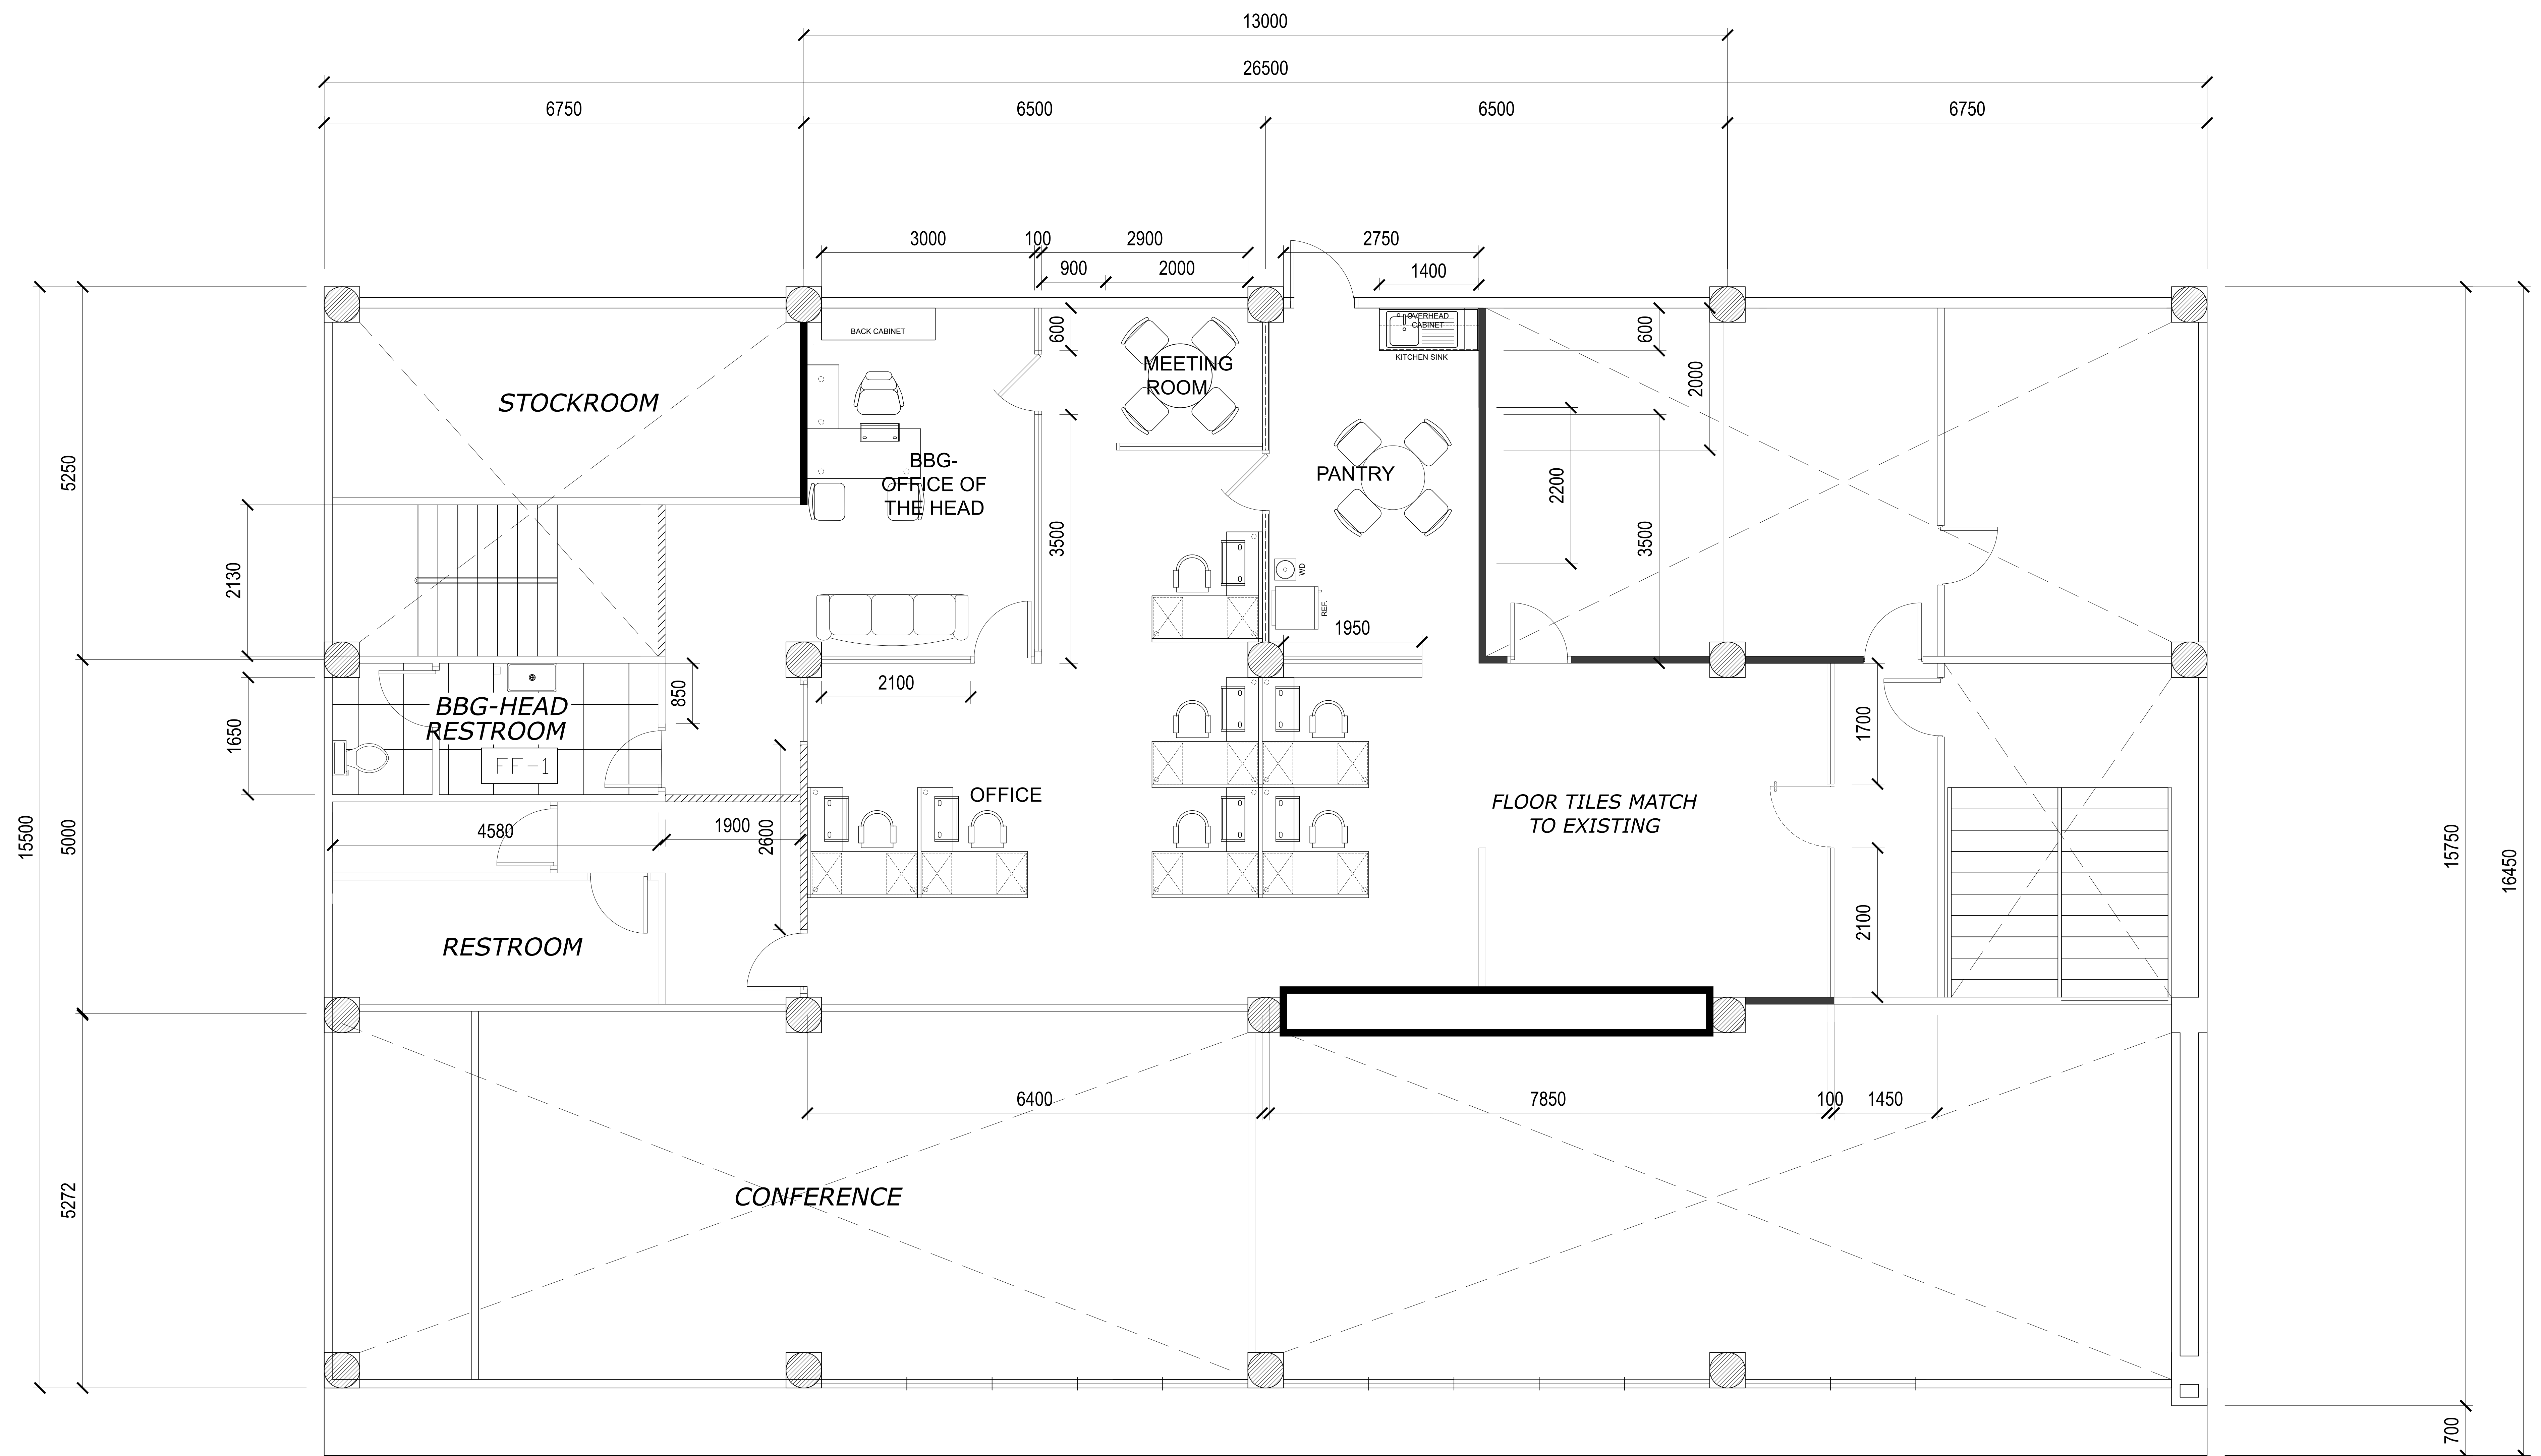 13000
26500
6750
6500
6500
6750
3000
100
2900
2750
900
2000
1400
BACK CABINET
600
OVERHEAD
CABINET
KITCHEN SINK
600
MEETING
ROOM
2000
STOCKROOM
BBG-
OFFICE OF
THE HEAD
PANTRY
5250
2200
3500
3500
2130
WD
REF.
1950
2100
850
BBG-HEAD
RESTROOM
1650
1700
FF-1
OFFICE
FLOOR TILES MATCH
TO EXISTING
4580
1900
2600
15500
5000
15750
16450
2100
RESTROOM
6400
7850
100
1450
5272
CONFERENCE
700